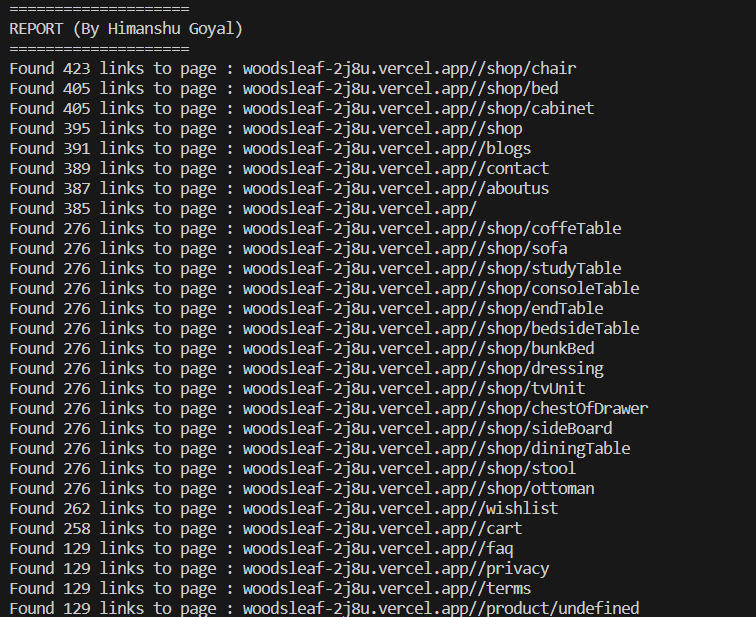 ====================
REPORT (By Himanshu Goyal)
====================
Found 423 links to page : woodsleaf-2j8u.vercel.app//shop/chair
Found 405 links to page : woodsleaf-2j8u.vercel.app//shop/bed
Found 405 links to page : woodsleaf-2j8u.vercel.app//shop/cabinet
Found 395 links to page : woodsleaf-2j8u.vercel.app//shop
Found 391 links to page : woodsleaf-2j8u.vercel.app//blogs
Found 389 links to page : woodsleaf-2j8u.vercel.app//contact
Found 387 links to page : woodsleaf-2j8u.vercel.app//aboutus
Found 385 links to page : woodsleaf-2j8u.vercel.app/
Found 276 links to page : woodsleaf-2j8u.vercel.app//shop/coffeTable
Found 276 links to page : woodsleaf-2j8u.vercel.app//shop/sofa
Found 276 links to page : woodsleaf-2j8u.vercel.app//shop/studyTable
Found 276 links to page : woodsleaf-2j8u.vercel.app//shop/consoleTable
Found 276 links to page : woodsleaf-2j8u.vercel.app//shop/endTable
Found 276 links to page : woodsleaf-2j8u.vercel.app//shop/bedsideTable
Found 276 links to page : woodsleaf-2j8u.vercel.app//shop/bunkBed
Found 276 links to page : woodsleaf-2j8u.vercel.app//shop/dressing
Found 276 links to page : woodsleaf-2j8u.vercel.app//shop/tvUnit
Found 276 links to page : woodsleaf-2j8u.vercel.app//shop/chestOfDrawer
Found 276 links to page : woodsleaf-2j8u.vercel.app//shop/sideBoard
Found 276 links to page : woodsleaf-2j8u.vercel.app//shop/diningTable
Found 276 links to page : woodsleaf-2j8u.vercel.app//shop/stool
Found 276 links to page : woodsleaf-2j8u.vercel.app//shop/ottoman
Found 262 links to page : woodsleaf-2j8u.vercel.app//wishlist
Found 258 links to page : woodsleaf-2j8u.vercel.app//cart
Found 129 links to page : woodsleaf-2j8u.vercel.app//faq
Found 129 links to page : woodsleaf-2j8u.vercel.app//privacy
Found 129 links to page : woodsleaf-2j8u.vercel.app//terms
Found 129 links to page : woodsleaf-2j8u.vercel.app//product/undefined